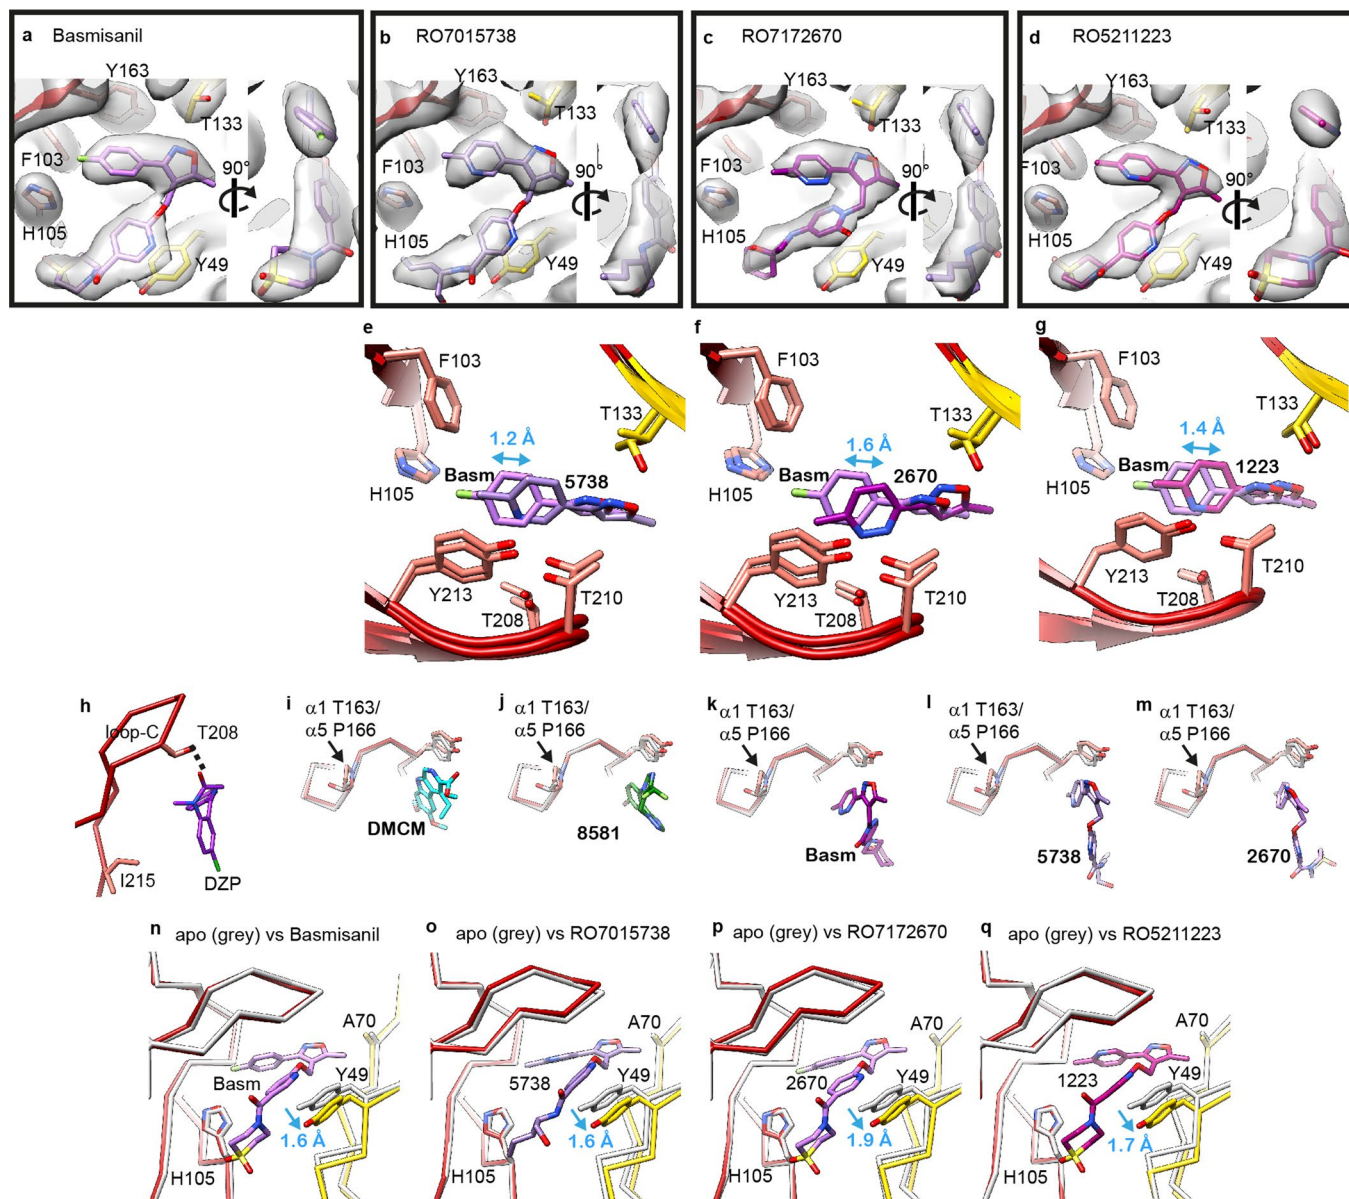 a Basmisanil
Y163
T133
F103
90°
H105
Y49
b RO7015738
Y163
T133
F103
90°
H105
Y49
c RO7172670
Y163
T133
F103
90°
H105
Y49
d RO5211223
Y163
T133
F103
90°
H105
Y49
e
F103
T133
1.2 Å
Basm
5738
H105
Y213
T210
T208
f
F103
T133
1.6 Å
Basm
2670
H105
Y213
T210
T208
g
F103
T133
1.4 Å
Basm
1223
H105
Y213
T210
T208
h
loop-C
T208
I215
DZP
i
α1 T163/
α5 P166
DMCM
j
α1 T163/
α5 P166
8581
k
α1 T163/
α5 P166
Basm
l
α1 T163/
α5 P166
5738
m
α1 T163/
α5 P166
2670
n apo (grey) vs Basmisanil
A70
Basm
Y49
1.6 Å
H105
o apo (grey) vs RO7015738
A70
5738
Y49
1.6 Å
H105
p apo (grey) vs RO7172670
A70
2670
Y49
1.9 Å
H105
q apo (grey) vs RO5211223
A70
1223
Y49
1.7 Å
H105